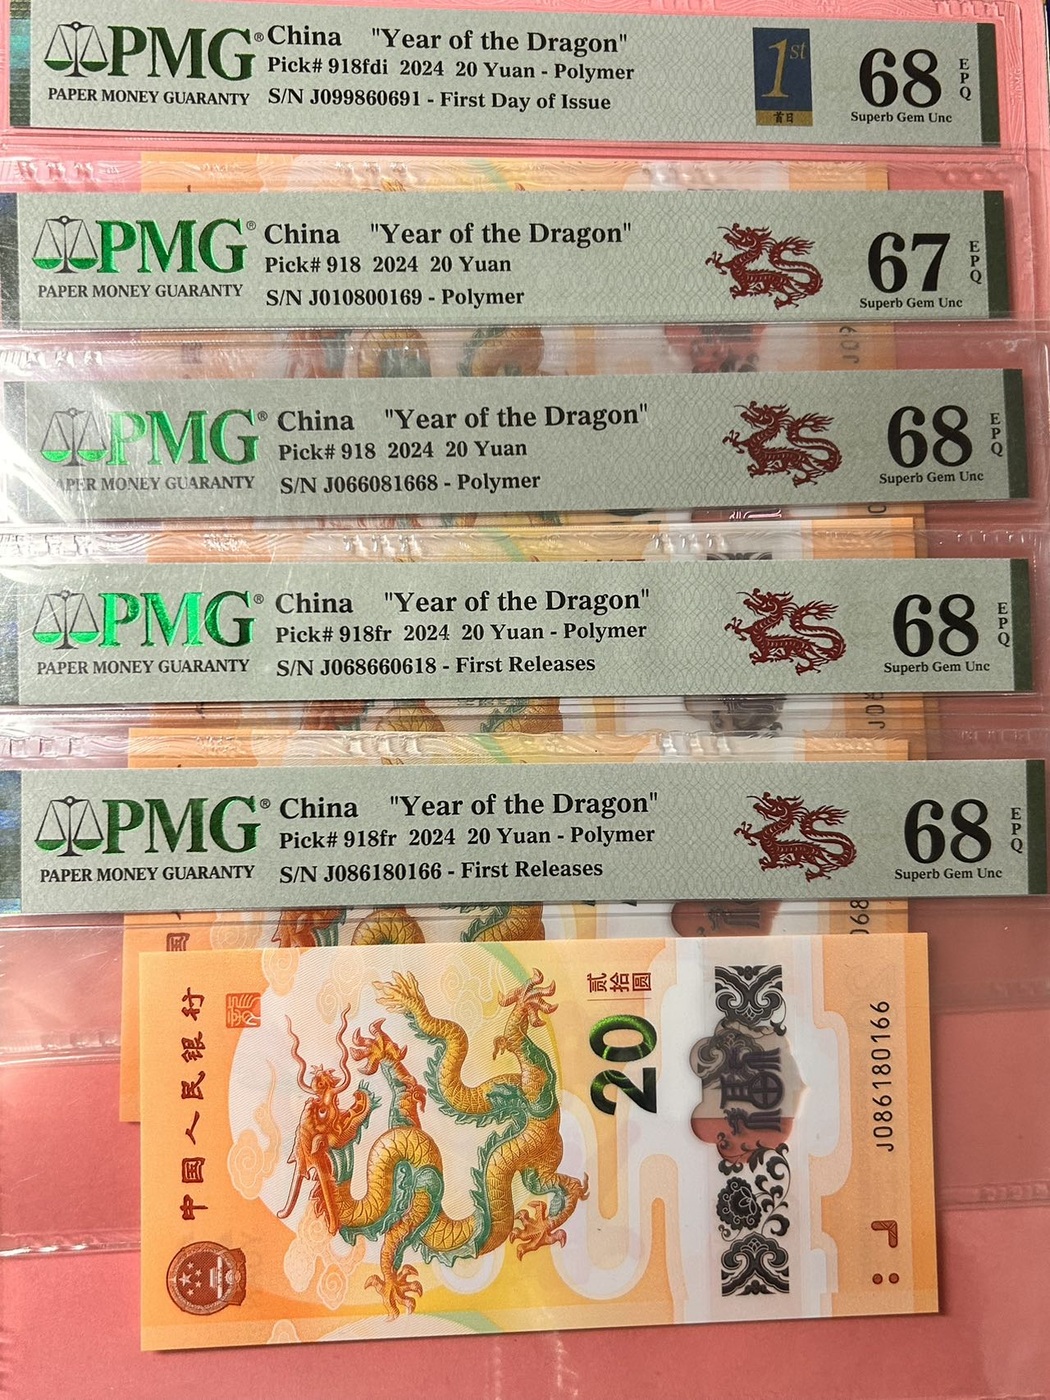 PMG® China "Year of the Dragon"
PAPER MONEY GUARANTY
Pick# 918fdi 2024 20 Yuan - Polymer
S/N J099860691 - First Day of Issue
1st
首日
68
EPQ
Superb Gem Unc
PMG® China "Year of the Dragon"
PAPER MONEY GUARANTY
Pick# 918 2024 20 Yuan
S/N J010800169 - Polymer
67
EPQ
Superb Gem Unc
J09
PMG® China "Year of the Dragon"
PAPER MONEY GUARANTY
Pick# 918 2024 20 Yuan
S/N J066081668 - Polymer
68
EPQ
Superb Gem Unc
PMG® China "Year of the Dragon"
PAPER MONEY GUARANTY
Pick# 918fr 2024 20 Yuan - Polymer
S/N J068660618 - First Releases
68
EPQ
Superb Gem Unc
PMG® China "Year of the Dragon"
PAPER MONEY GUARANTY
Pick# 918fr 2024 20 Yuan - Polymer
S/N J086180166 - First Releases
68
EPQ
Superb Gem Unc
国
中国人民银行
贰拾圆
20
福
J086180166